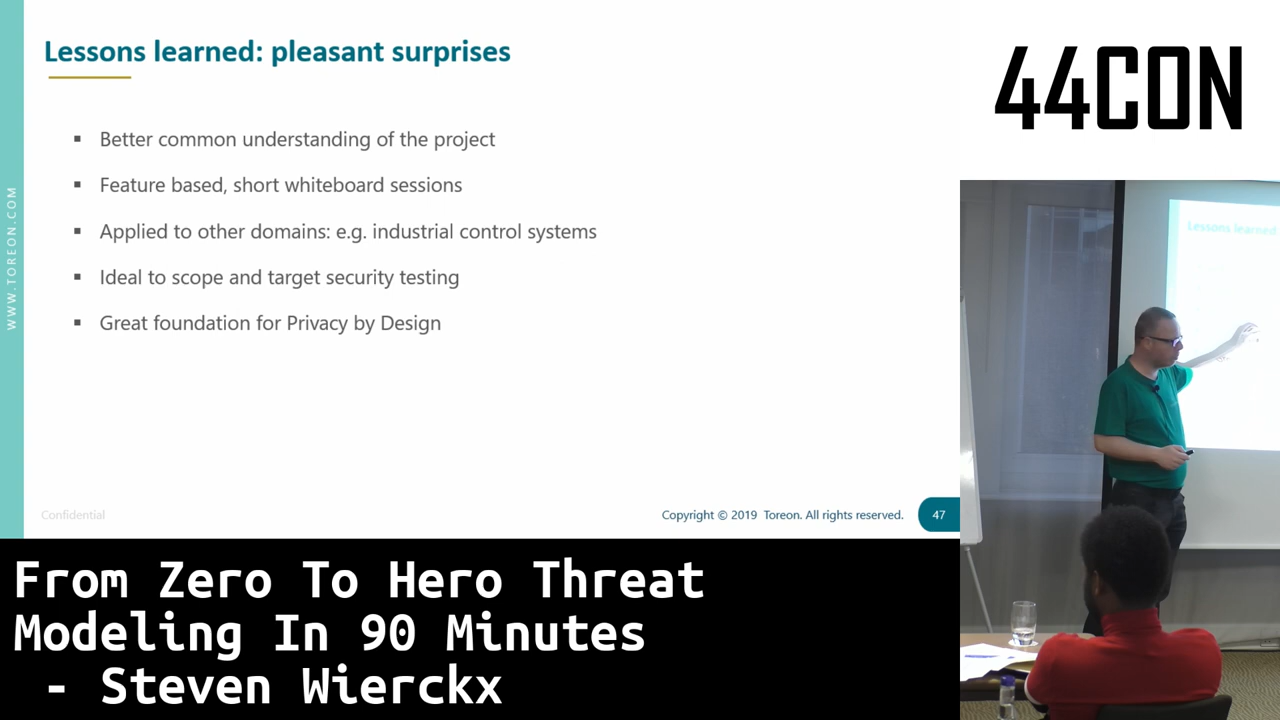 Lessons learned: pleasant surprises
▪ Better common understanding of the project
▪ Feature based, short whiteboard sessions
▪ Applied to other domains: e.g. industrial control systems
▪ Ideal to scope and target security testing
▪ Great foundation for Privacy by Design
WWW.TOREON.COM
Confidential
Copyright © 2019 Toreon. All rights reserved.
47
44CON
Lessons learned
From Zero To Hero Threat
Modeling In 90 Minutes
- Steven Wierckx